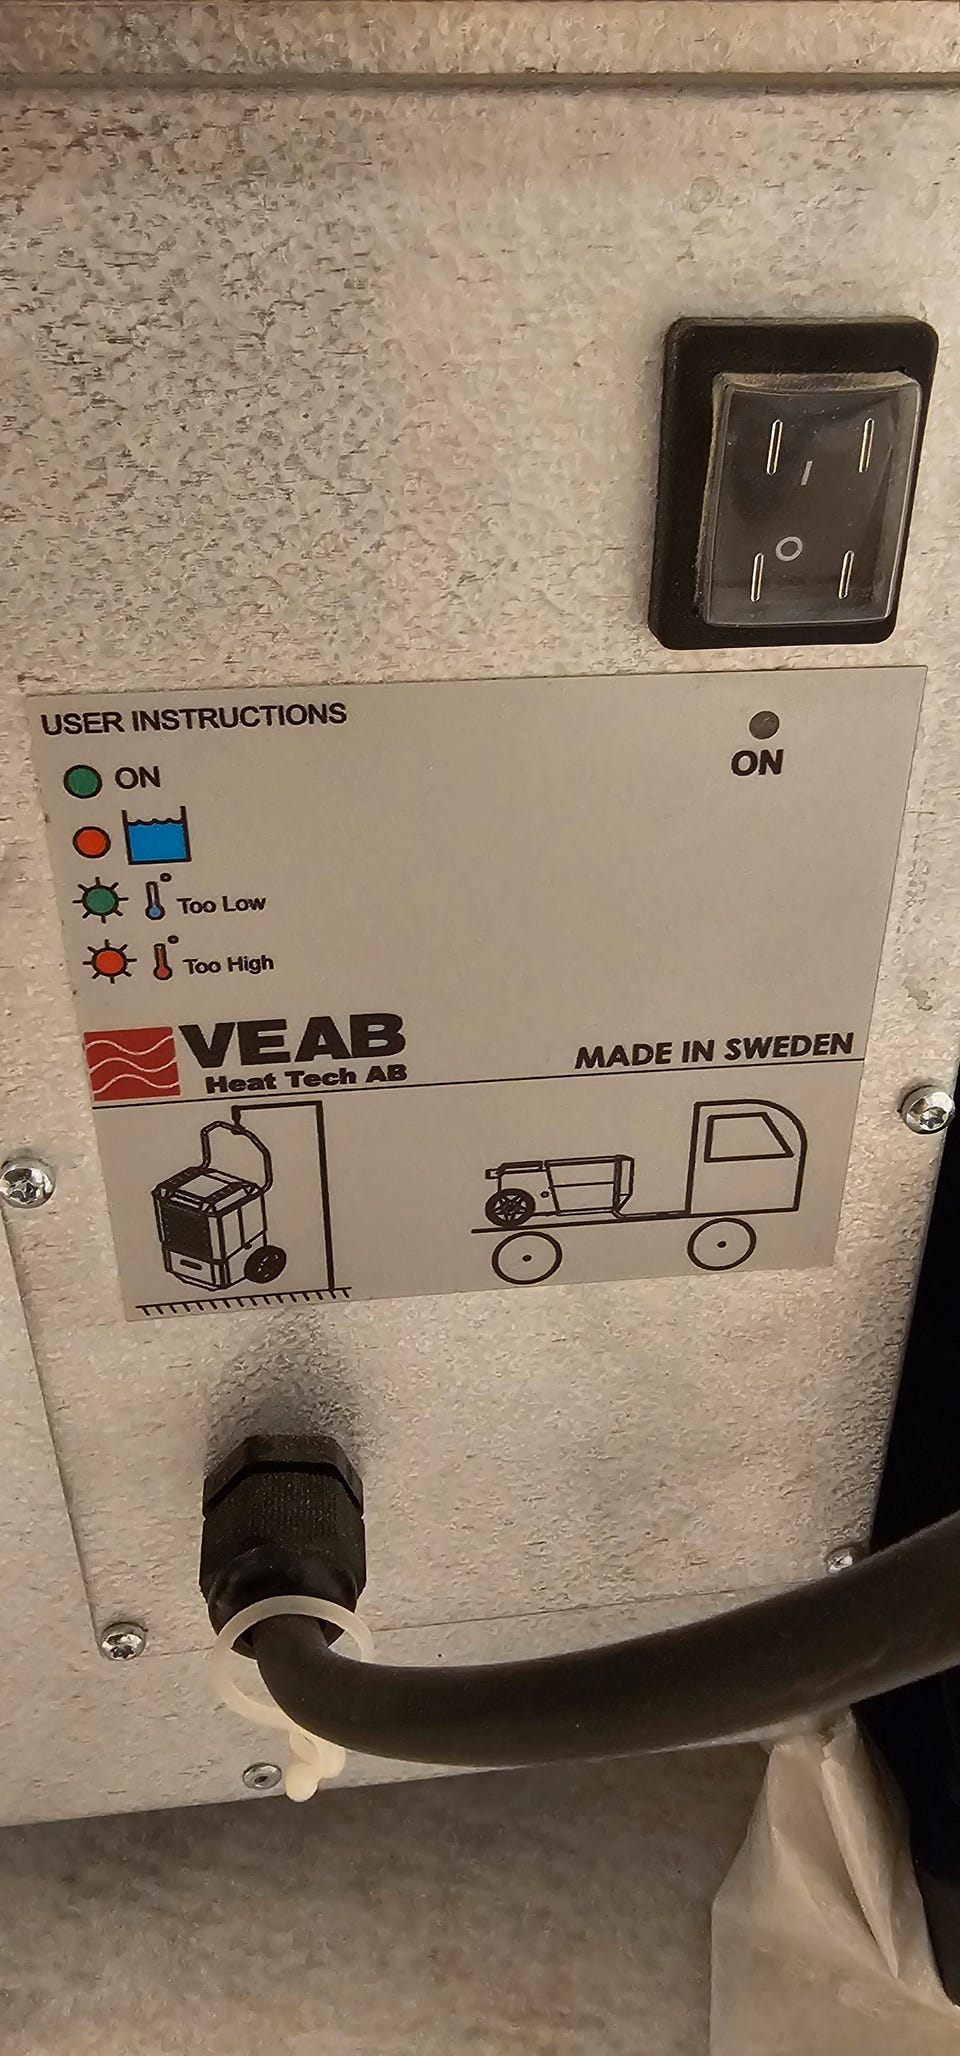 I
O
USER INSTRUCTIONS
ON
ON
Too Low
Too High
VEAB
Heat Tech AB
MADE IN SWEDEN